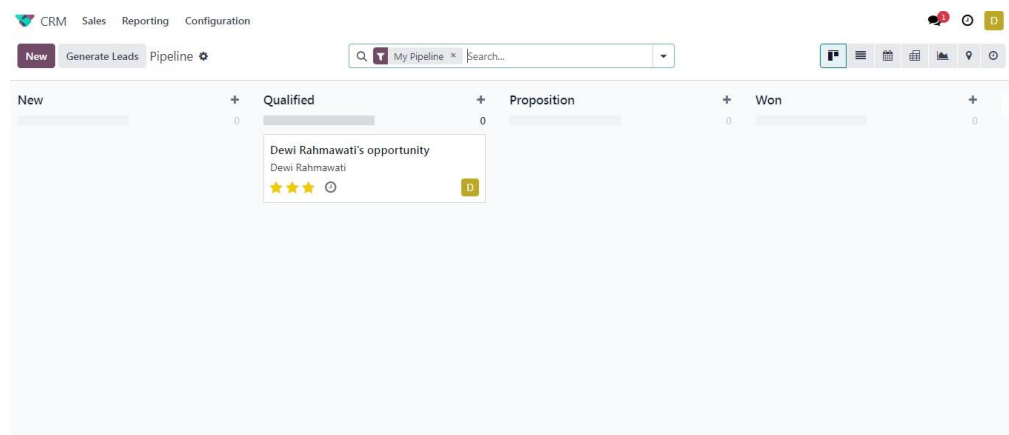 CRM Sales Reporting Configuration 1 D
New Generate Leads Pipeline My Pipeline × Search...
New + Qualified + Proposition + Won +
0 0 0 0
Dewi Rahmawati's opportunity
Dewi Rahmawati
D